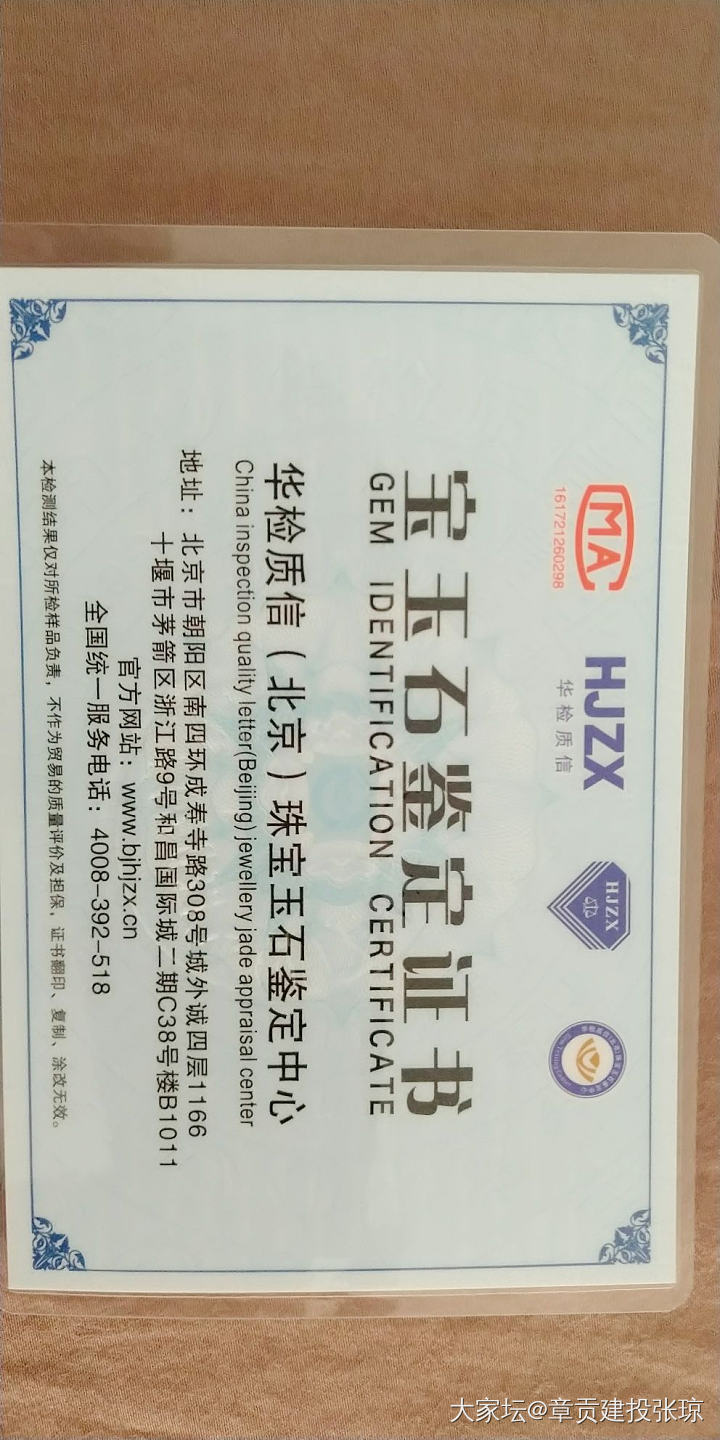 MA
161721260298
HJZX
华检质信
HJZX
宝玉石鉴定证书
GEM IDENTIFICATION CERTIFICATE
华检质信（北京）珠宝玉石鉴定中心
China inspection quality letter(Beijing) jewellery jade appraisal center
地址：北京市朝阳区南四环成寿寺路308号城外诚四层1166
十堰市茅箭区浙江路9号和昌国际城二期C38号楼B1011
官方网站：www.bjhjzx.cn
全国统一服务电话：4008-392-518
本检测结果仅对所检样品负责，不作为贸易的质量评价及担保，证书翻印、复制、涂改无效。
大家坛@章贡建投张琼